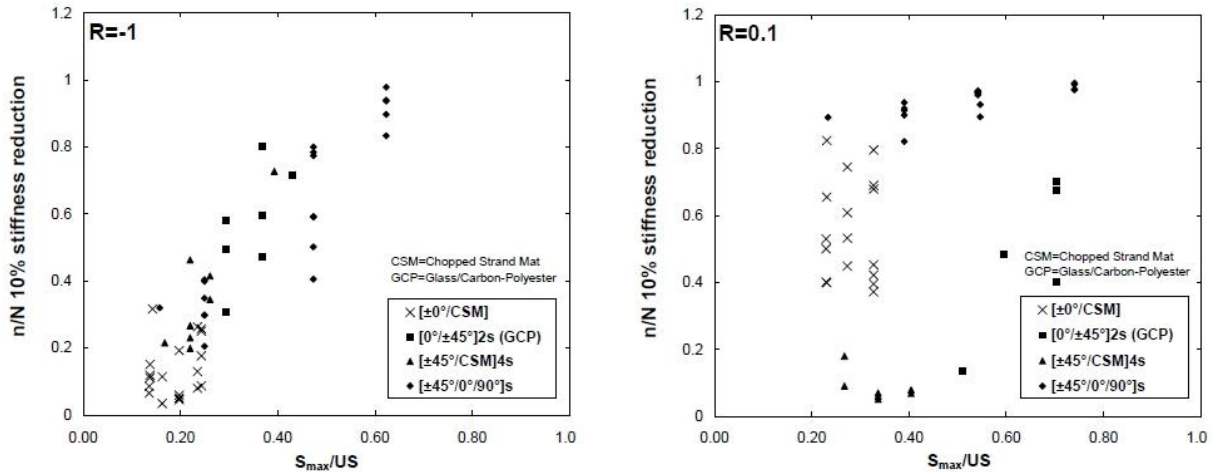 R=-1
n/N 10% stiffness reduction
1.2
1
0.8
0.6
0.4
0.2
0
0.00
0.20
0.40
0.60
0.80
1.0
S_max/US
CSM=Chopped Strand Mat
GCP=Glass/Carbon-Polyester
[±0°/CSM]
[0°/±45°]2s (GCP)
[±45°/CSM]4s
[±45°/0°/90°]s
R=0.1
n/N 10% stiffness reduction
1.2
1
0.8
0.6
0.4
0.2
0
0.00
0.20
0.40
0.60
0.80
1.0
S_max/US
CSM=Chopped Strand Mat
GCP=Glass/Carbon-Polyester
[±0°/CSM]
[0°/±45°]2s (GCP)
[±45°/CSM]4s
[±45°/0°/90°]s